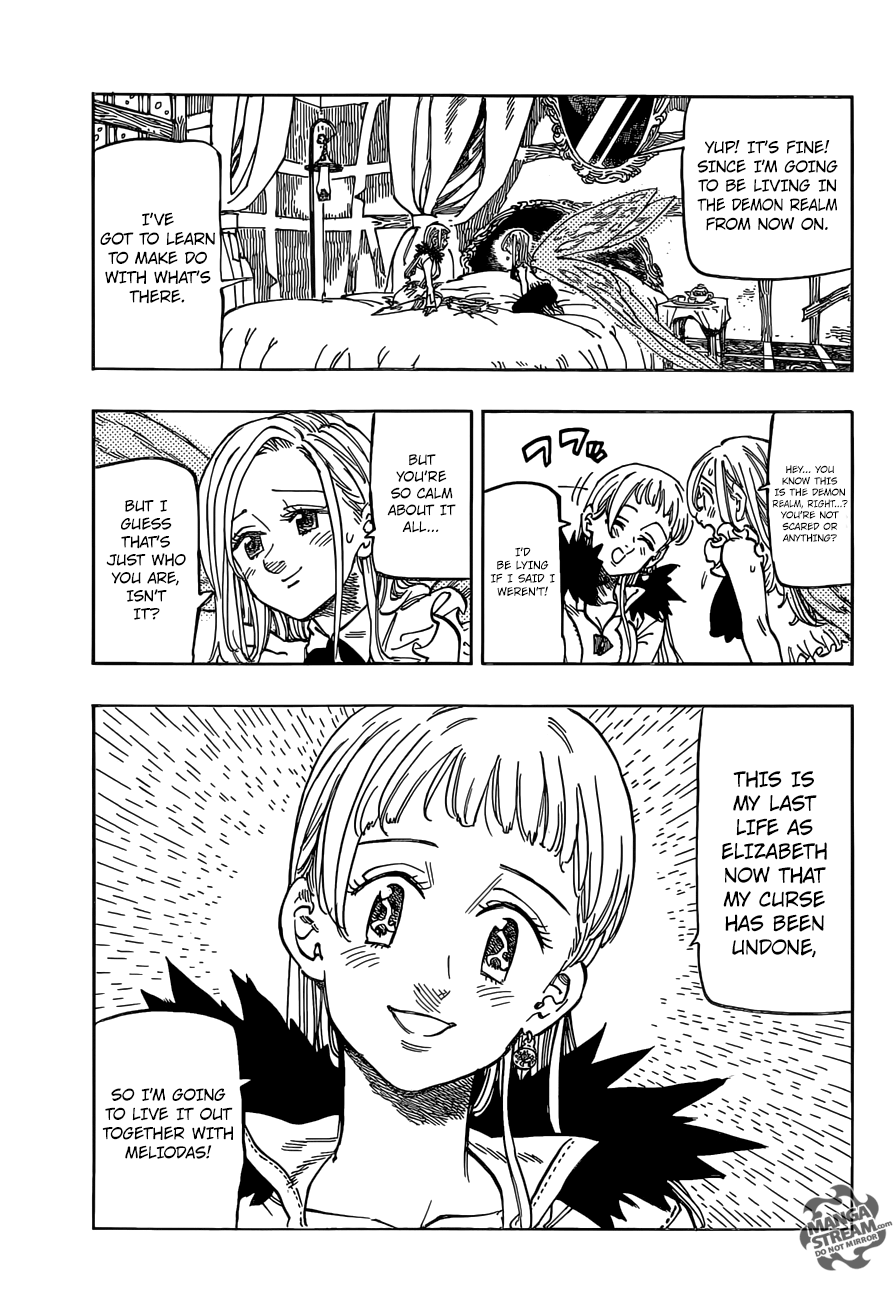 YUP! IT'S FINE!
SINCE I'M GOING
TO BE LIVING IN
THE DEMON REALM
FROM NOW ON.
I'VE
GOT TO LEARN
TO MAKE DO
WITH WHAT'S
THERE.
HEY... YOU
KNOW THIS
IS THE DEMON
REALM, RIGHT...?
YOU'RE NOT
SCARED OR
ANYTHING?
フフ…
I'D
BE LYING
IF I SAID I
WEREN'T!
BUT
YOU'RE
SO CALM
ABOUT IT
ALL...
BUT I
GUESS
THAT'S
JUST WHO
YOU ARE,
ISN'T
IT?
THIS IS
MY LAST
LIFE AS
ELIZABETH
NOW THAT
MY CURSE
HAS BEEN
UNDONE,
SO I'M GOING
TO LIVE IT OUT
TOGETHER WITH
MELIODAS!
MANGA
STREAM.com
DO NOT MIRROR